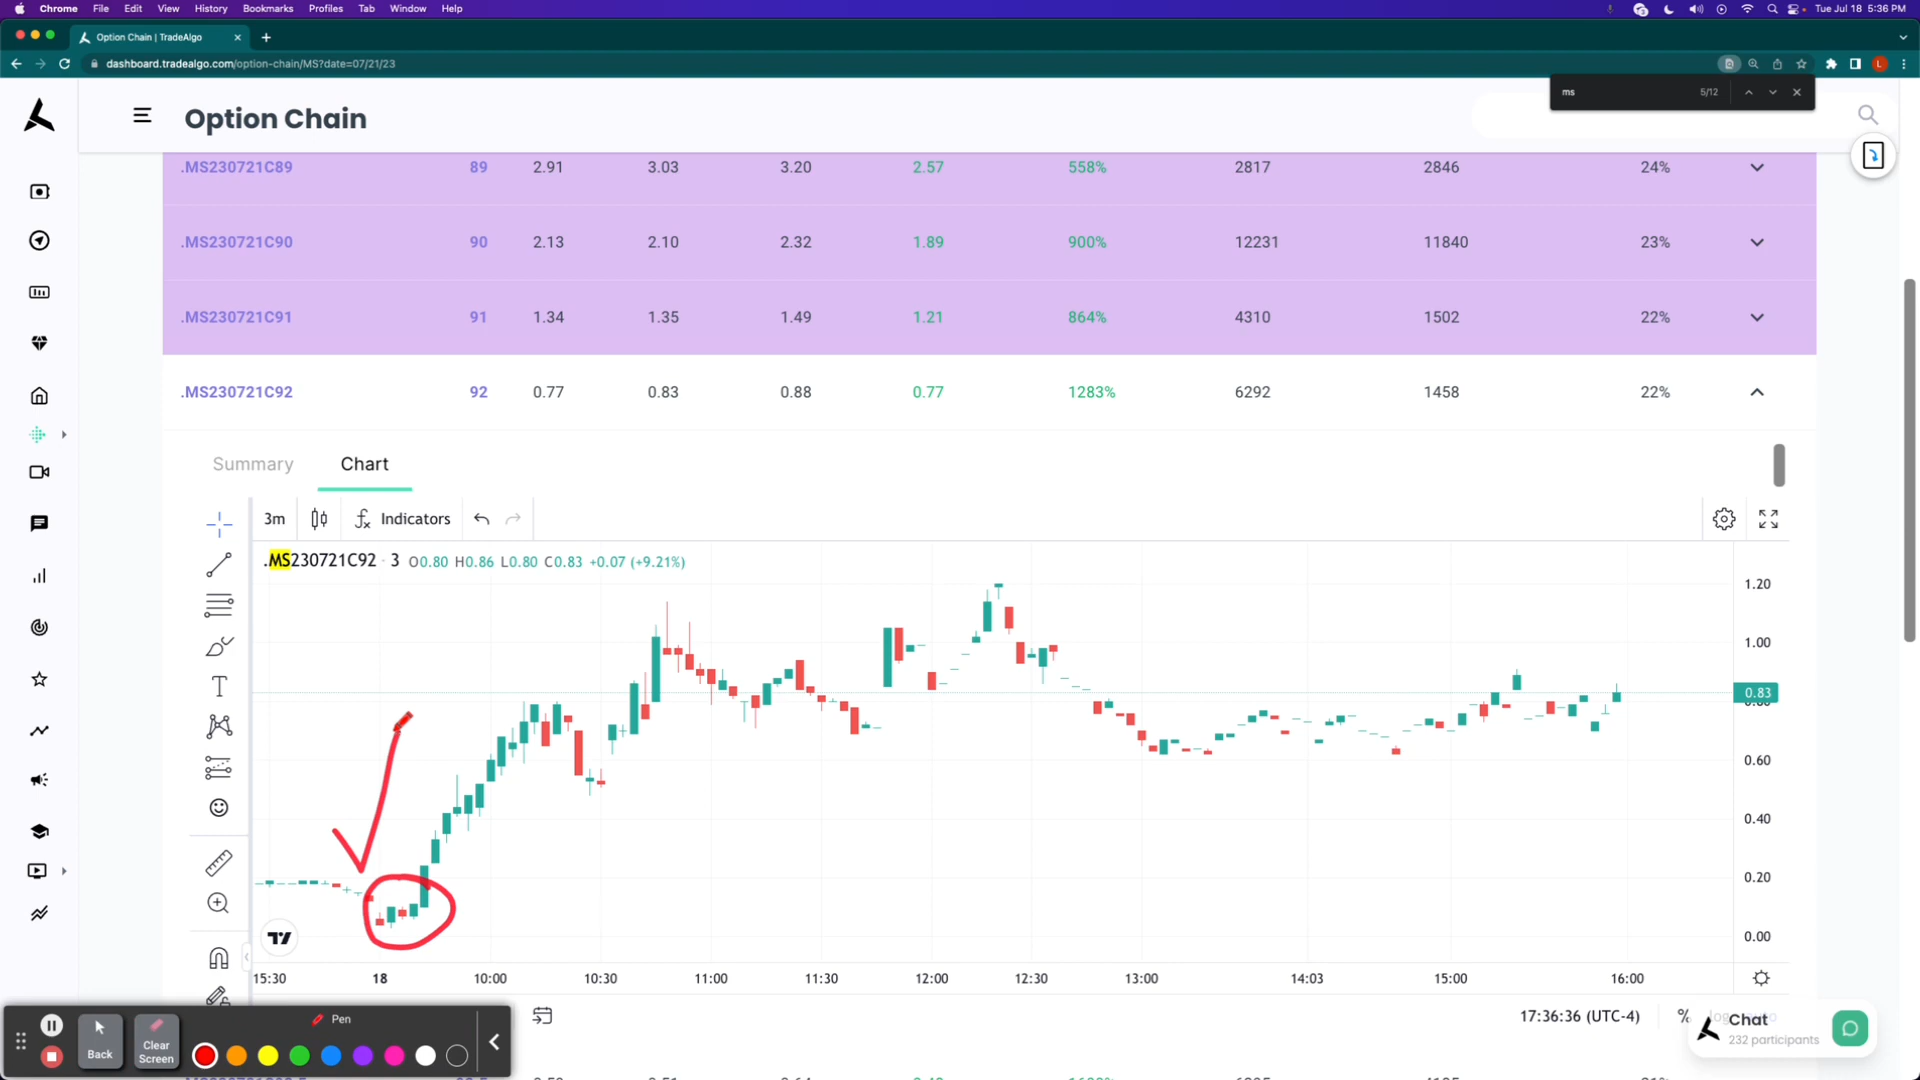 Chrome File Edit View History Bookmarks Profiles Tab Window Help Tue Jul 18 5:36 PM
Option Chain | TradeAlgo
dashboard.tradealgo.com/option-chain/MS?date=07/21/23
ms 5/12
Option Chain
.MS230721C89 89 2.91 3.03 3.20 2.57 558% 2817 2846 24%
.MS230721C90 90 2.13 2.10 2.32 1.89 900% 12231 11840 23%
.MS230721C91 91 1.34 1.35 1.49 1.21 864% 4310 1502 22%
.MS230721C92 92 0.77 0.83 0.88 0.77 1283% 6292 1458 22%
Summary Chart
3m Indicators
.MS230721C92 · 3 O0.80 H0.86 L0.80 C0.83 +0.07 (+9.21%)
1.20
1.00
0.83
0.80
0.60
0.40
0.20
0.00
15:30 18 10:00 10:30 11:00 11:30 12:00 12:30 13:00 14:03 15:00 16:00
17:36:36 (UTC-4) %
Chat
232 participants
Pen
Back
Clear
Screen